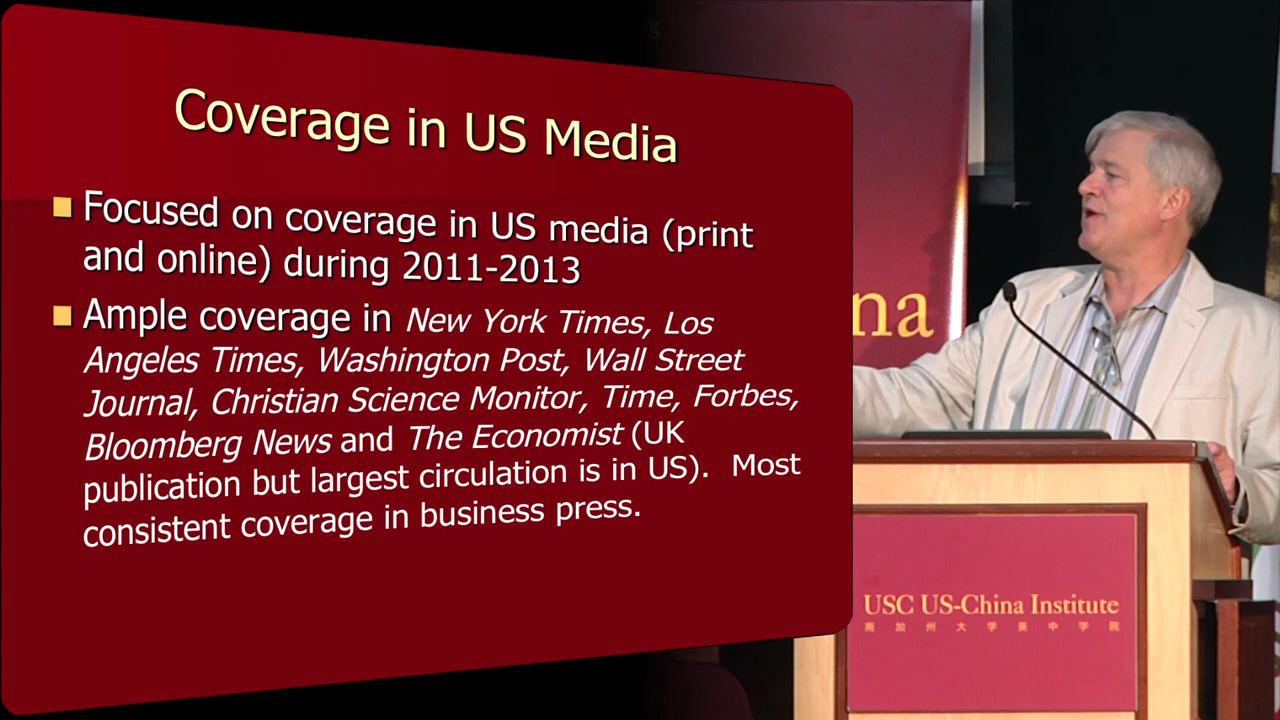 Coverage in US Media
Focused on coverage in US media (print
and online) during 2011-2013
Ample coverage in New York Times, Los
Angeles Times, Washington Post, Wall Street
Journal, Christian Science Monitor, Time, Forbes,
Bloomberg News and The Economist (UK
publication but largest circulation is in US).  Most
consistent coverage in business press.
na
USC US-China Institute
南加州大学美中学院